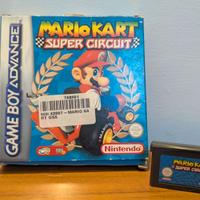 GAME BOY ADVANCE
MARIO KART
SUPER CIRCUIT
Nintendo
MARIO KART
SUPER CIRCUIT